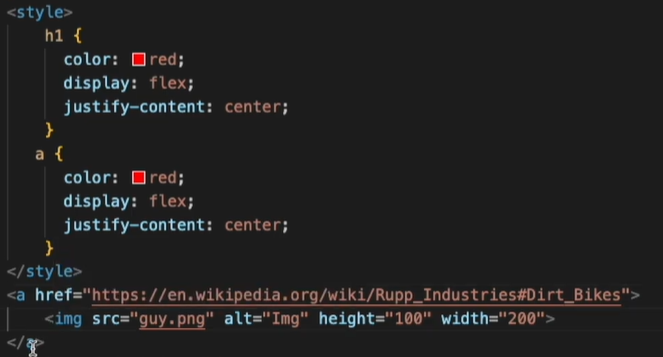 <style>
h1 {
color: red;
display: flex;
justify-content: center;
}
a {
color: red;
display: flex;
justify-content: center;
}
</style>
<a href="https://en.wikipedia.org/wiki/Rupp_Industries#Dirt_Bikes">
<img src="guy.png" alt="Img" height="100" width="200">
</a>